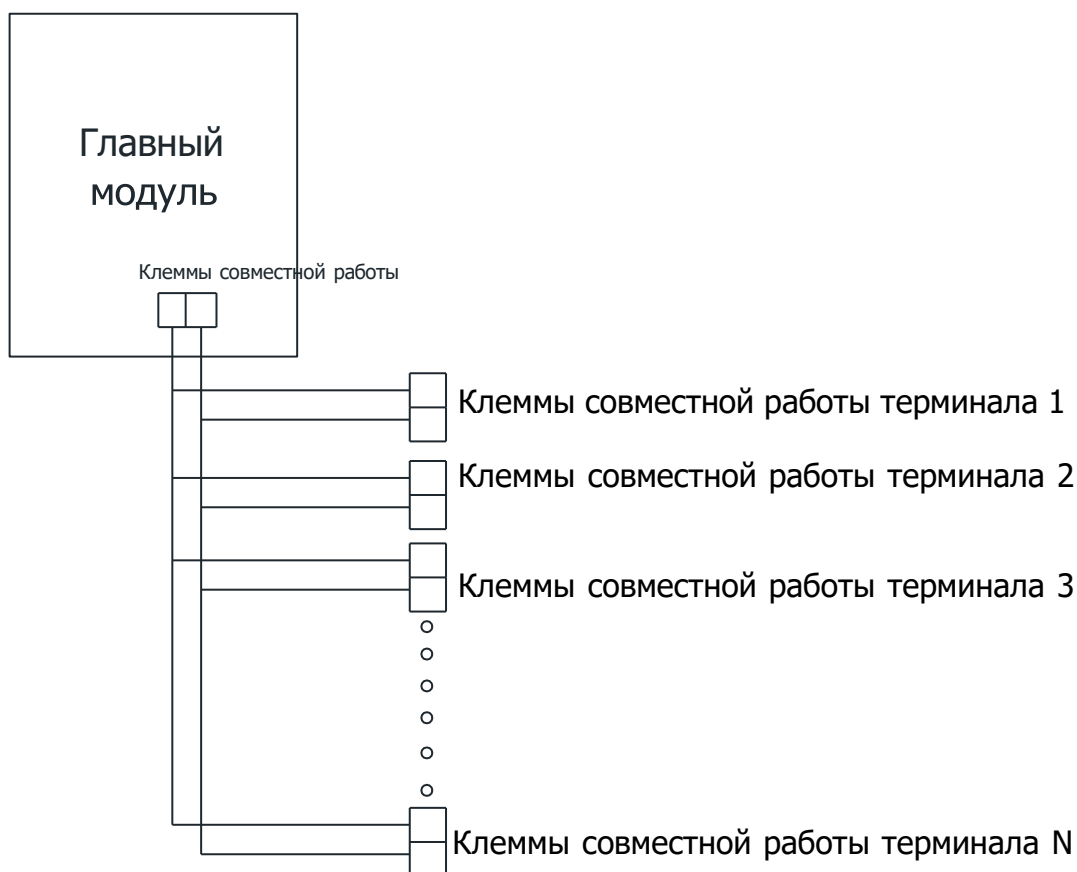 Главный
модуль
Клеммы совместной работы
Клеммы совместной работы терминала 1
Клеммы совместной работы терминала 2
Клеммы совместной работы терминала 3
Клеммы совместной работы терминала N